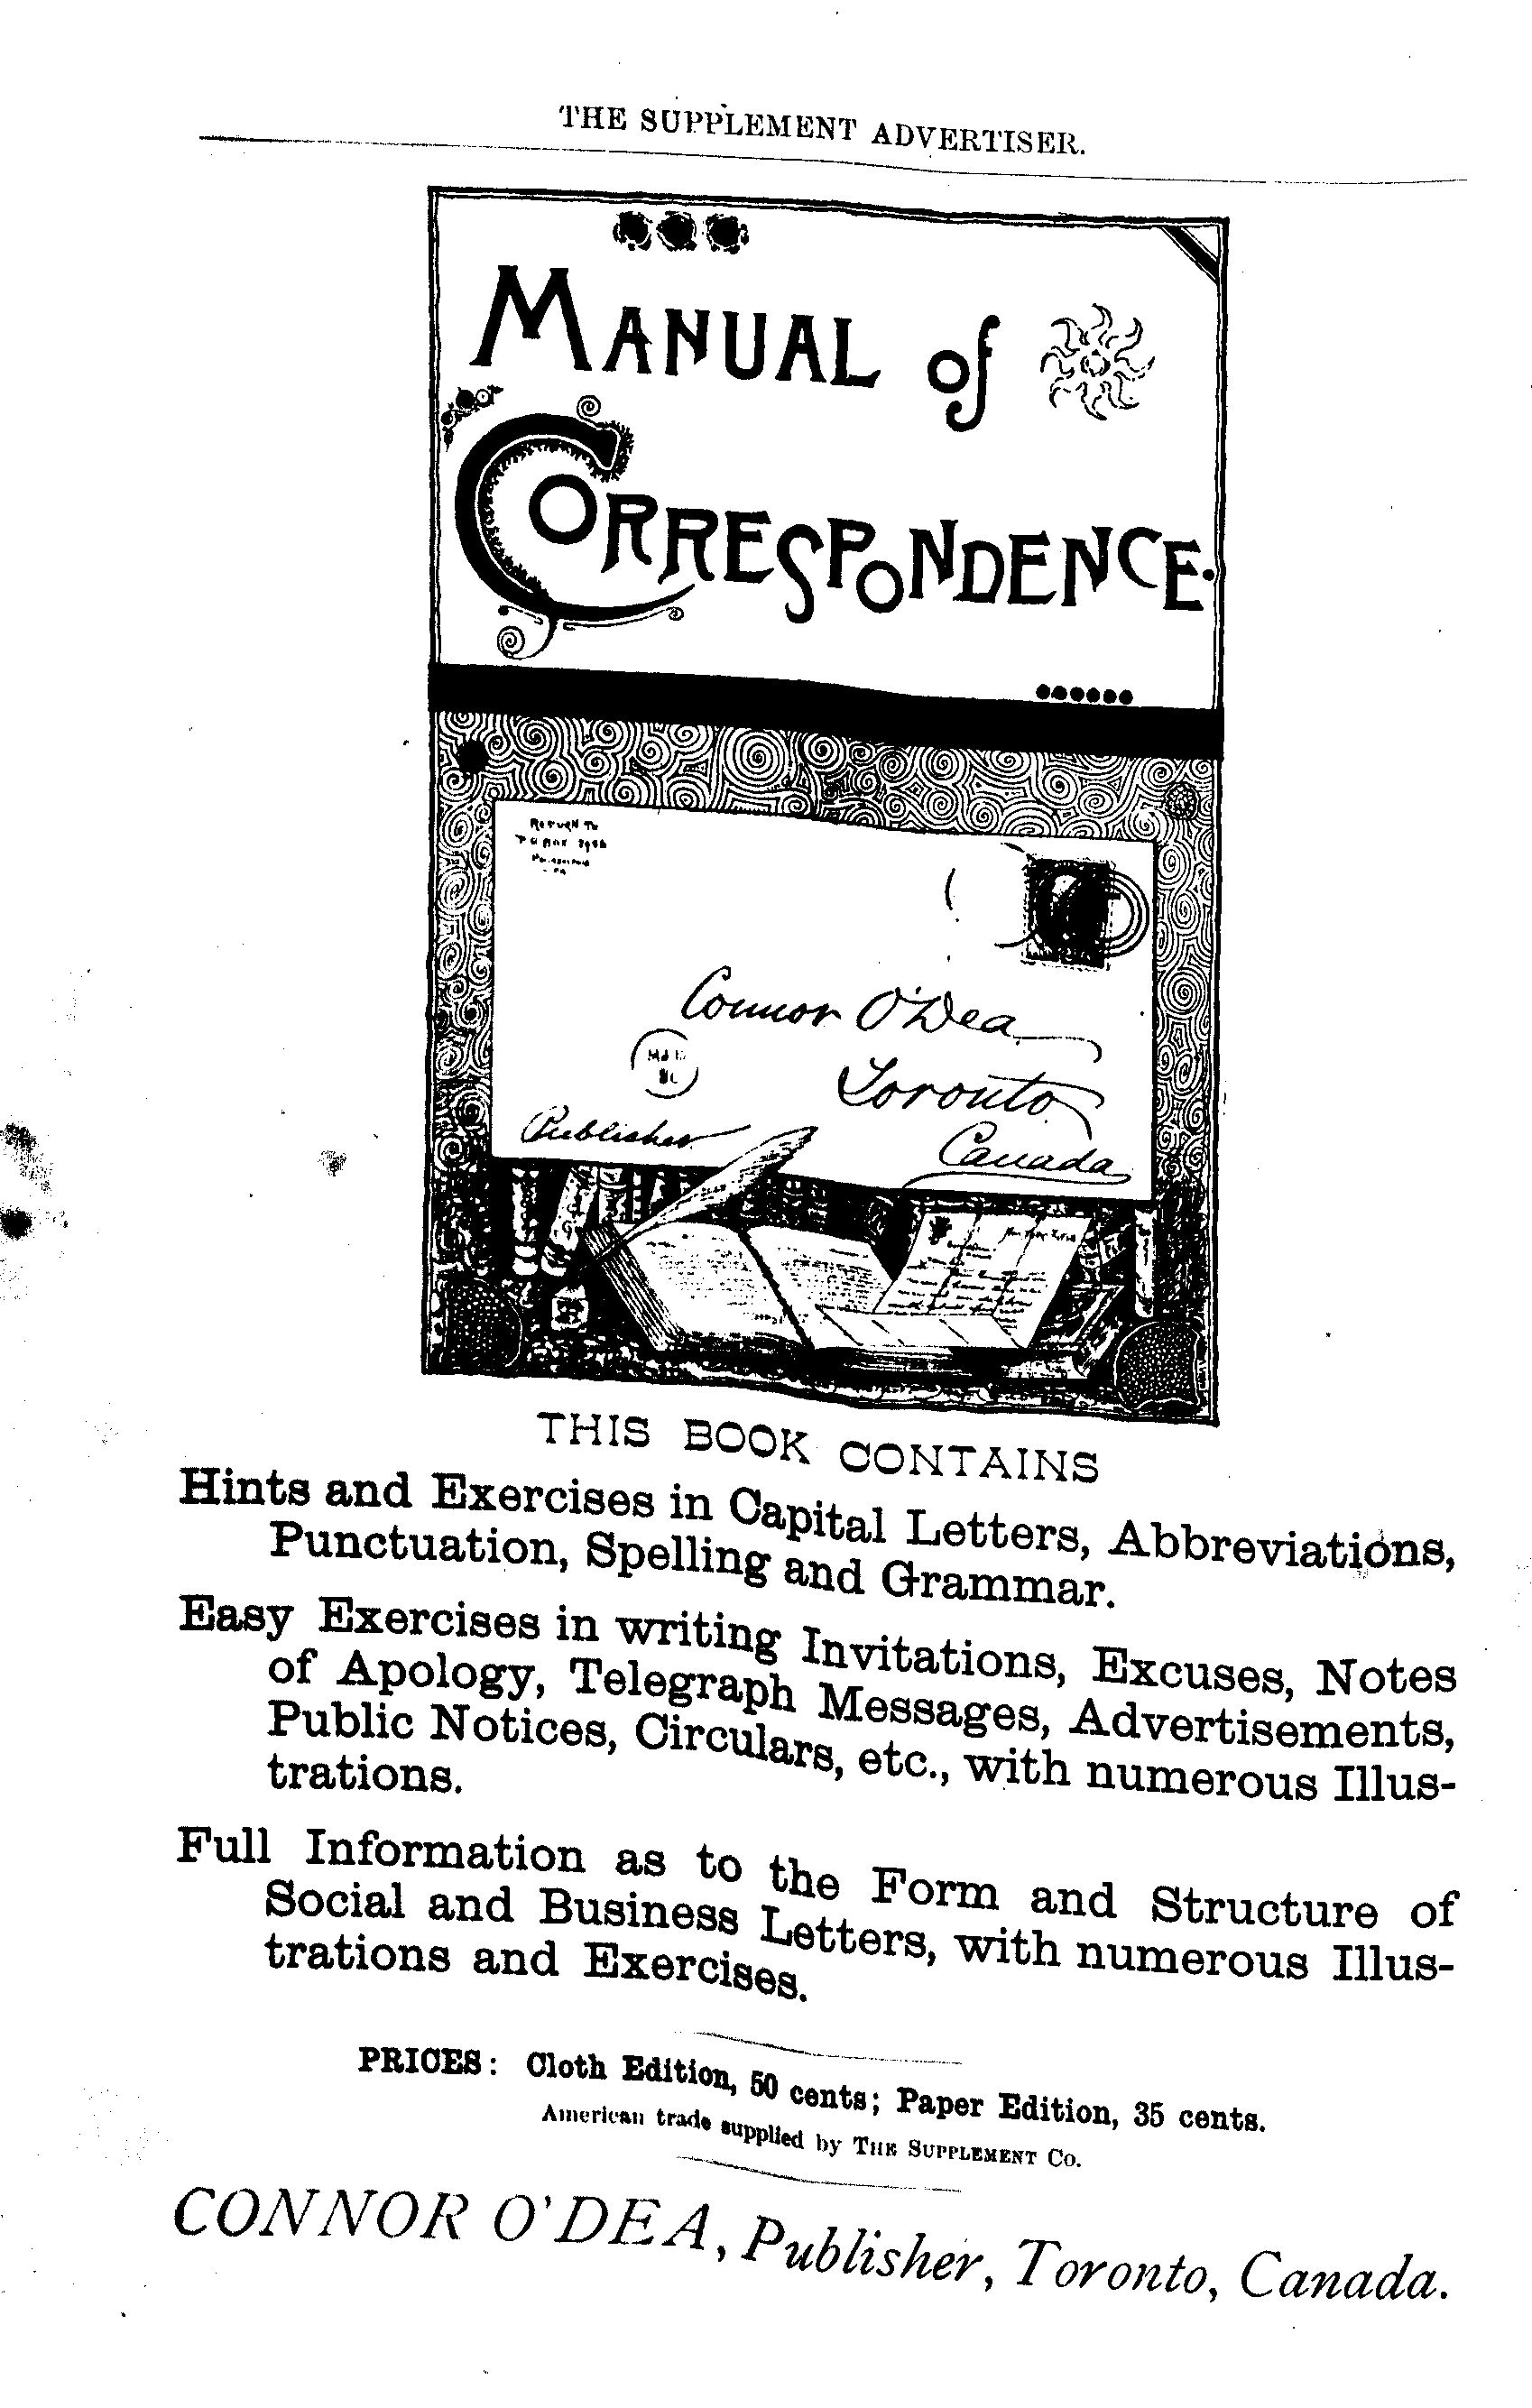 THE SUPPLEMENT ADVERTISER.
MANUAL of
CORRESPONDENCE.
RETURN TO
Connor O'Dea
Toronto
Publisher
Canada
THIS BOOK CONTAINS
Hints and Exercises in Capital Letters, Abbreviations,
Punctuation, Spelling and Grammar.
Easy Exercises in writing Invitations, Excuses, Notes
of Apology, Telegraph Messages, Advertisements,
Public Notices, Circulars, etc., with numerous Illus-
trations.
Full Information as to the Form and Structure of
Social and Business Letters, with numerous Illus-
trations and Exercises.
PRICES: Cloth Edition, 50 cents; Paper Edition, 35 cents.
American trade supplied by THE SUPPLEMENT CO.
CONNOR O'DEA, Publisher, Toronto, Canada.